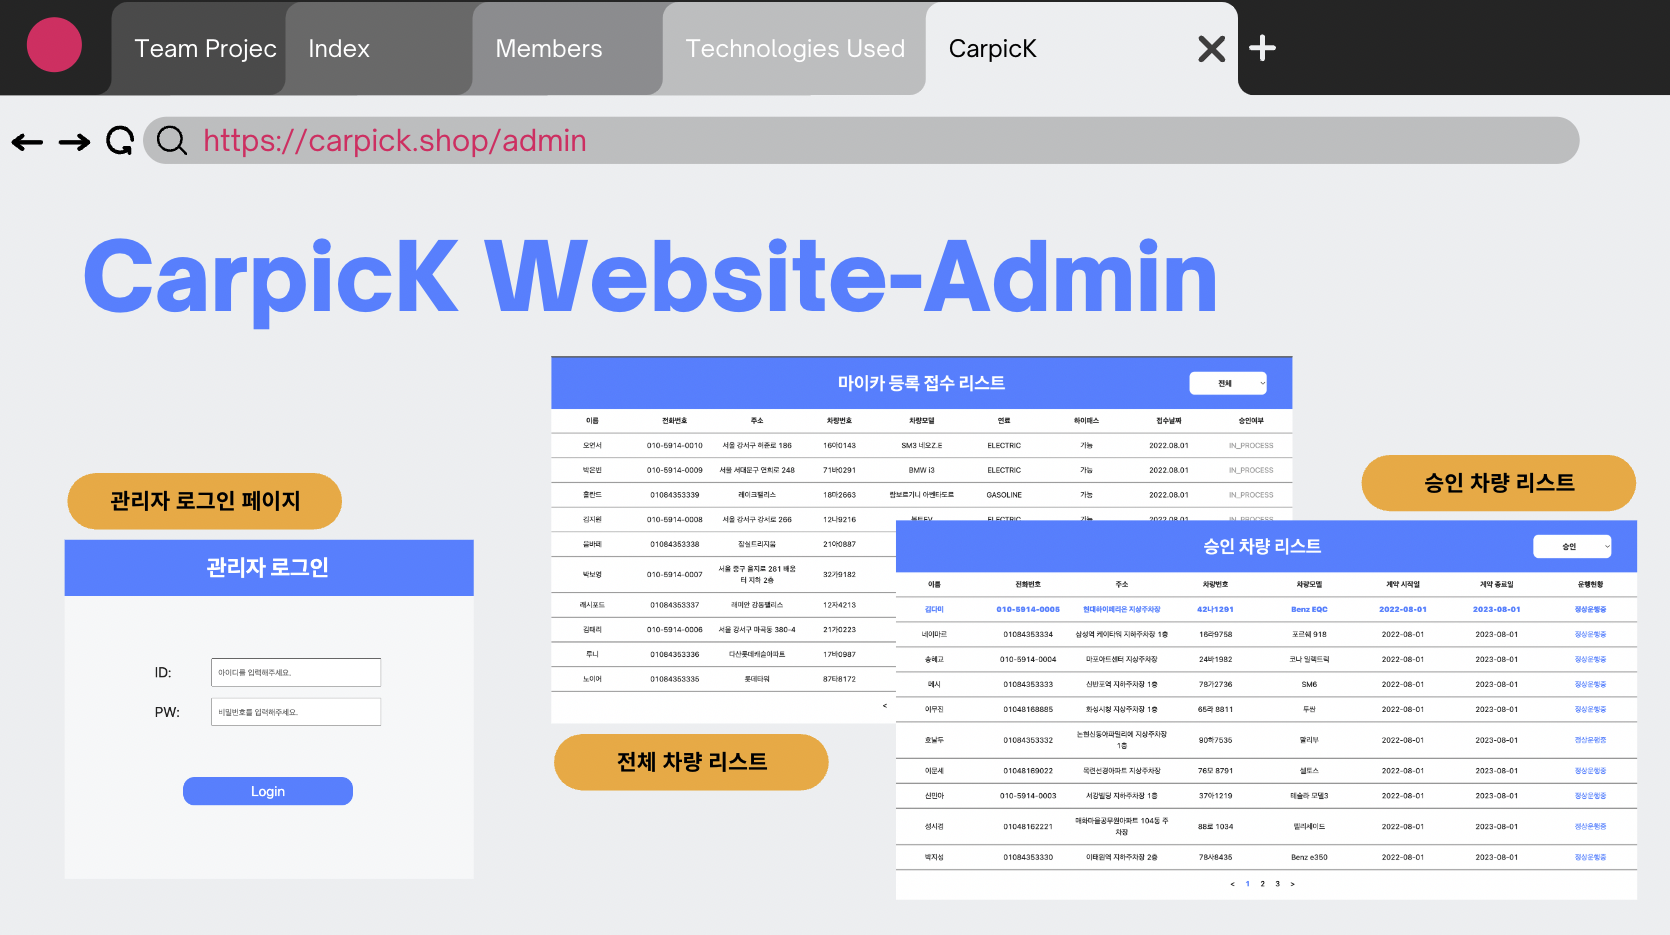 Team Projec
Index
Members
Technologies Used
CarpicK
https://carpick.shop/admin
CarpicK Website-Admin
관리자 로그인 페이지
관리자 로그인
ID: 아이디를 입력해주세요.
PW: 비밀번호를 입력해주세요.
Login
마이카 등록 접수 리스트
전체
이름 전화번호 주소 차량번호 차량모델 연료 하이패스 접수날짜 승인여부
오연서 010-5914-0010 서울 강서구 허준로 186 16마0143 SM3 네오Z.E ELECTRIC 가능 2022.08.01 IN_PROCESS
박은빈 010-5914-0009 서울 서대문구 연희로 248 71바0291 BMW i3 ELECTRIC 가능 2022.08.01 IN_PROCESS
홀란드 01084353339 레이크팰리스 18마2663 람보르기니 아벤타도르 GASOLINE 가능 2022.08.01 IN_PROCESS
김지원 010-5914-0008 서울 강서구 강서로 266 12나9216 볼트EV ELECTRIC 가능 2022.08.01 IN_PROCESS
음바페 01084353338 잠실트리지움 21아0887
박보영 010-5914-0007 서울 중구 을지로 281 배움
터 지하 2층 32가9182
래시포드 01084353337 래미안 강동팰리스 12자4213
김태리 010-5914-0006 서울 강서구 마곡동 380-4 21가0223
루니 01084353336 다산롯데캐슬아파트 17바0987
노이어 01084353335 롯데타워 87타8172
<
전체 차량 리스트
승인 차량 리스트
승인 차량 리스트
승인
이름 전화번호 주소 차량번호 차량모델 계약 시작일 계약 종료일 운행현황
김다미 010-5914-0005 현대하이페리온 지상주차장 42나1291 Benz EQC 2022-08-01 2023-08-01 정상운행중
네이마르 01084353334 삼성역 케이타워 지하주차장 1층 16라9758 포르쉐 918 2022-08-01 2023-08-01 정상운행중
송혜교 010-5914-0004 마포아트센터 지상주차장 24바1982 코나 일렉트릭 2022-08-01 2023-08-01 정상운행중
메시 01084353333 신반포역 지하주차장 1층 78가2736 SM6 2022-08-01 2023-08-01 정상운행중
이무진 01048168885 화성시청 지상주차장 1층 65라 8811 투싼 2022-08-01 2023-08-01 정상운행중
호날두 01084353332 논현신동아파밀리에 지상주차장
1층 90하7535 말리부 2022-08-01 2023-08-01 정상운행중
이문세 01048169022 목련선경아파트 지상주차장 76모 8791 셀토스 2022-08-01 2023-08-01 정상운행중
신민아 010-5914-0003 서강빌딩 지하주차장 1층 37아1219 테슬라 모델3 2022-08-01 2023-08-01 정상운행중
성시경 01048162221 매화마을공무원아파트 104동 주
차장 88로 1034 펠리세이드 2022-08-01 2023-08-01 정상운행중
박지성 01084353330 이태원역 지하주차장 2층 78사8435 Benz e350 2022-08-01 2023-08-01 정상운행중
< 1 2 3 >